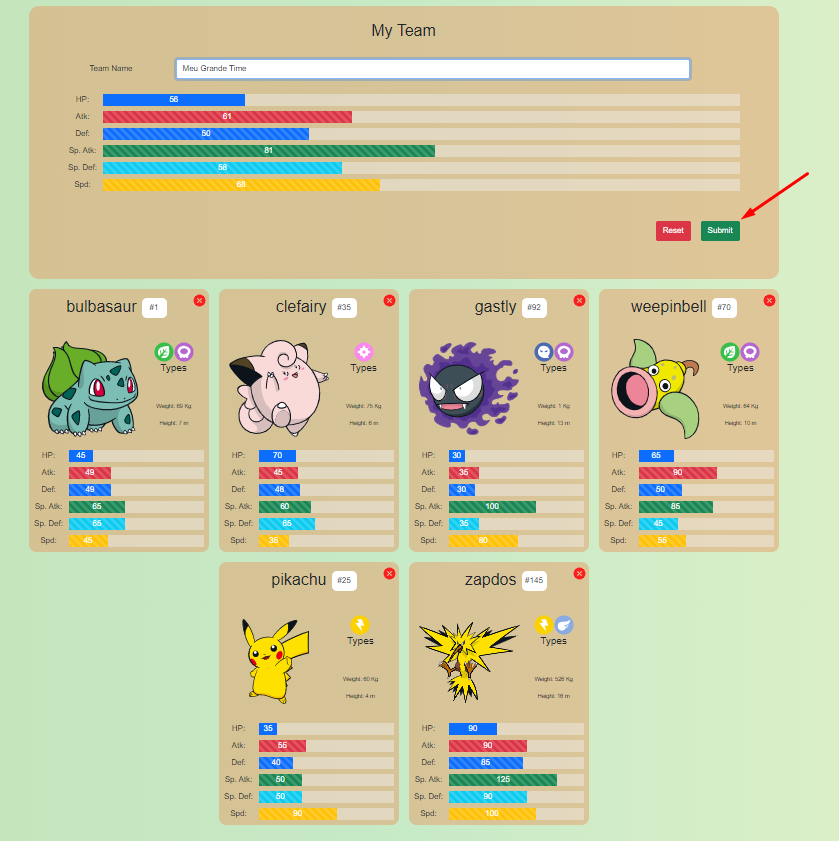 My Team
Team Name Meu Grande Time
HP: 56
Atk: 61
Def: 50
Sp. Atk: 81
Sp. Def: 58
Spd: 68
Reset Submit
bulbasaur #1
Types
Weight: 69 Kg
Height: 7 m
HP: 45
Atk: 49
Def: 49
Sp. Atk: 65
Sp. Def: 65
Spd: 45
clefairy #35
Types
Weight: 75 Kg
Height: 6 m
HP: 70
Atk: 45
Def: 48
Sp. Atk: 60
Sp. Def: 65
Spd: 35
gastly #92
Types
Weight: 1 Kg
Height: 13 m
HP: 30
Atk: 35
Def: 30
Sp. Atk: 100
Sp. Def: 35
Spd: 80
weepinbell #70
Types
Weight: 64 Kg
Height: 10 m
HP: 65
Atk: 90
Def: 50
Sp. Atk: 85
Sp. Def: 45
Spd: 55
pikachu #25
Types
Weight: 60 Kg
Height: 4 m
HP: 35
Atk: 55
Def: 40
Sp. Atk: 50
Sp. Def: 50
Spd: 90
zapdos #145
Types
Weight: 526 Kg
Height: 16 m
HP: 90
Atk: 90
Def: 85
Sp. Atk: 125
Sp. Def: 90
Spd: 100